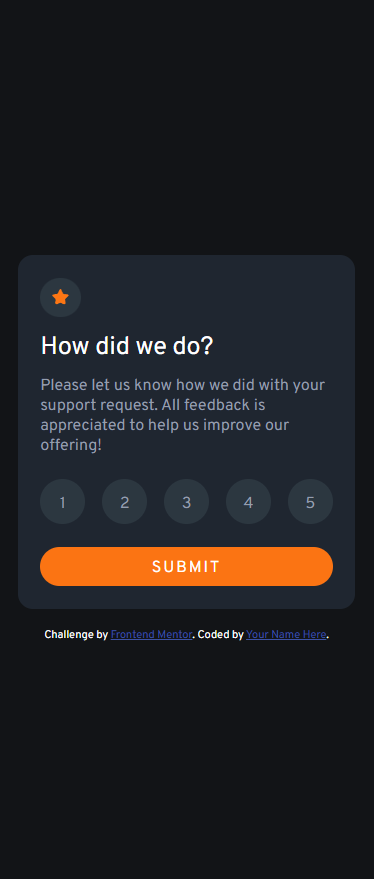 How did we do?
Please let us know how we did with your
support request. All feedback is
appreciated to help us improve our
offering!
1 2 3 4 5
SUBMIT
Challenge by Frontend Mentor. Coded by Your Name Here.